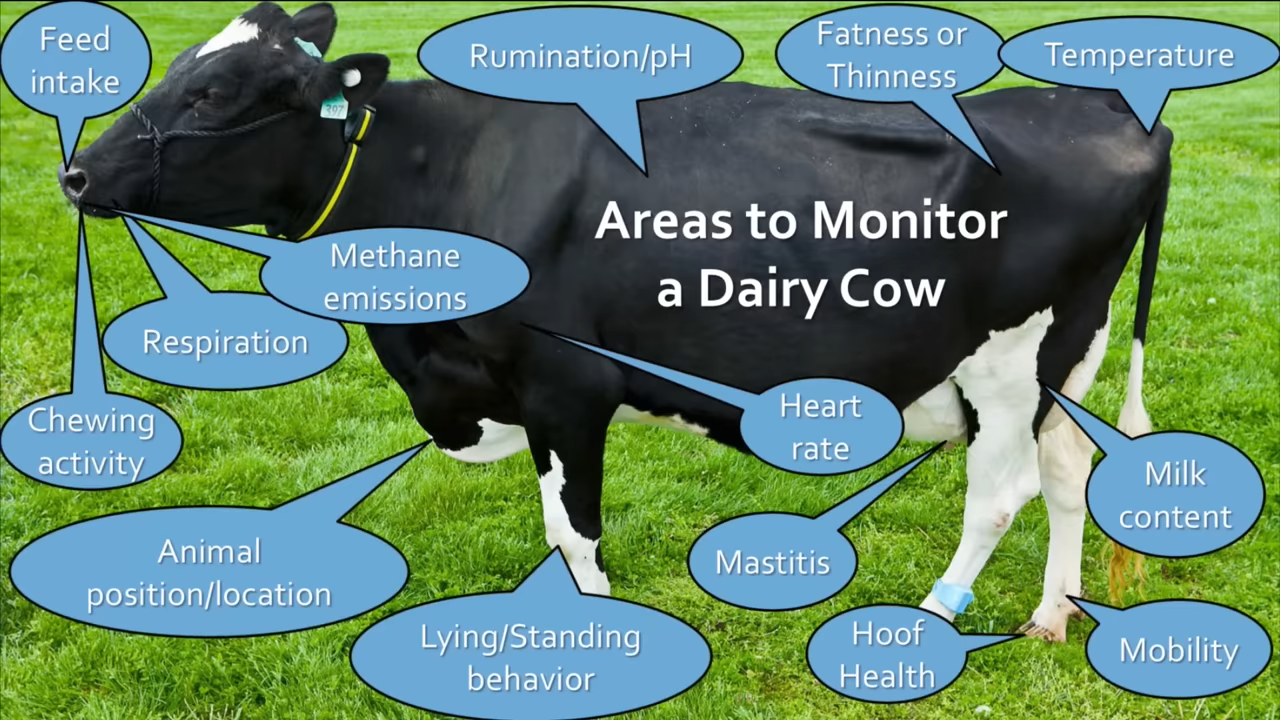 Feed
intake
Rumination/pH
Fatness or
Thinness
Temperature
397
Areas to Monitor
a Dairy Cow
Methane
emissions
Respiration
Chewing
activity
Heart
rate
Milk
content
Animal
position/location
Mastitis
Lying/Standing
behavior
Hoof
Health
Mobility